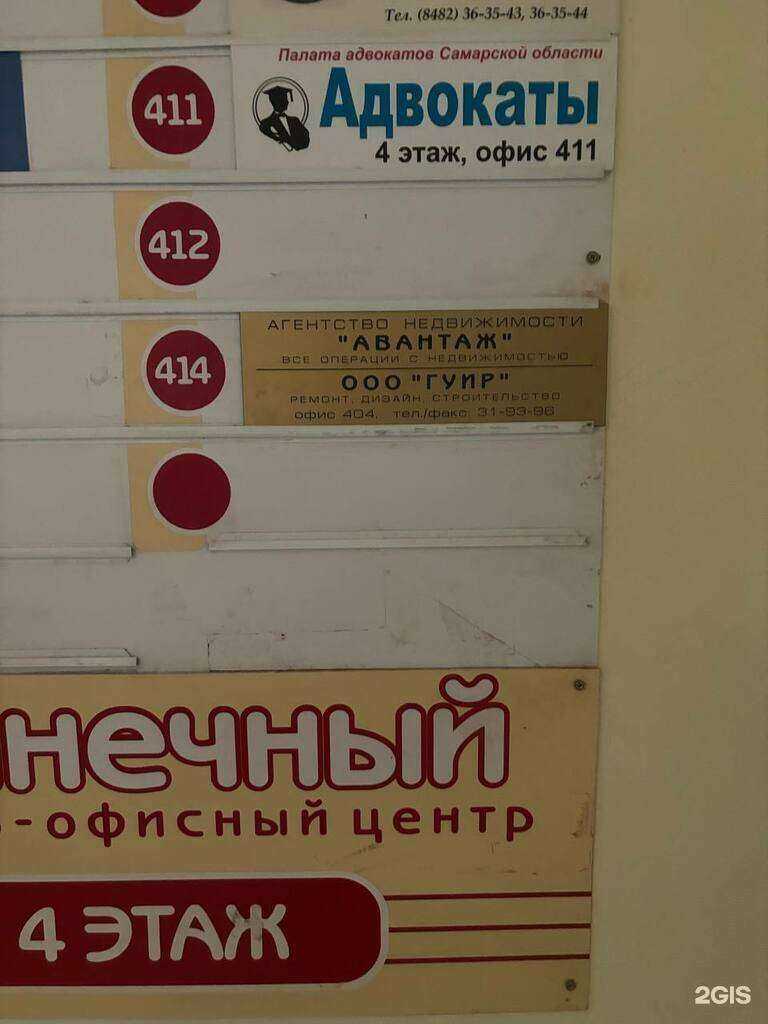 Тел. (8482) 36-35-43, 36-35-44
Палата адвокатов Самарской области
411
Адвокаты
4 этаж, офис 411
412
АГЕНТСТВО НЕДВИЖИМОСТИ
"АВАНТАЖ"
ВСЕ ОПЕРАЦИИ С НЕДВИЖИМОСТЬЮ
414
ООО "ГУИР"
РЕМОНТ, ДИЗАЙН, СТРОИТЕЛЬСТВО
офис 404, тел./факс 31-93-96
нечный
-офисный центр
4 ЭТАЖ
2GIS